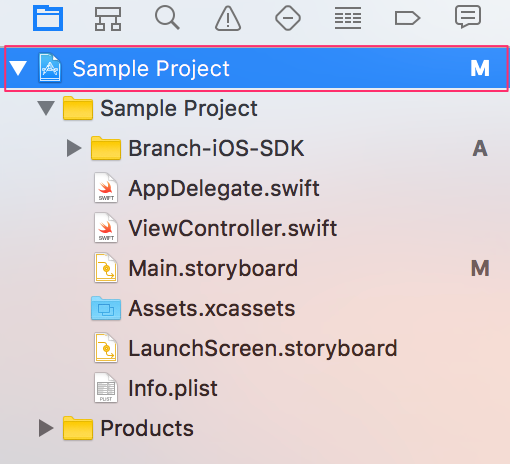 Sample Project M
Sample Project
Branch-iOS-SDK A
SWIFT AppDelegate.swift
SWIFT ViewController.swift
Main.storyboard M
Assets.xcassets
LaunchScreen.storyboard
PLIST Info.plist
Products